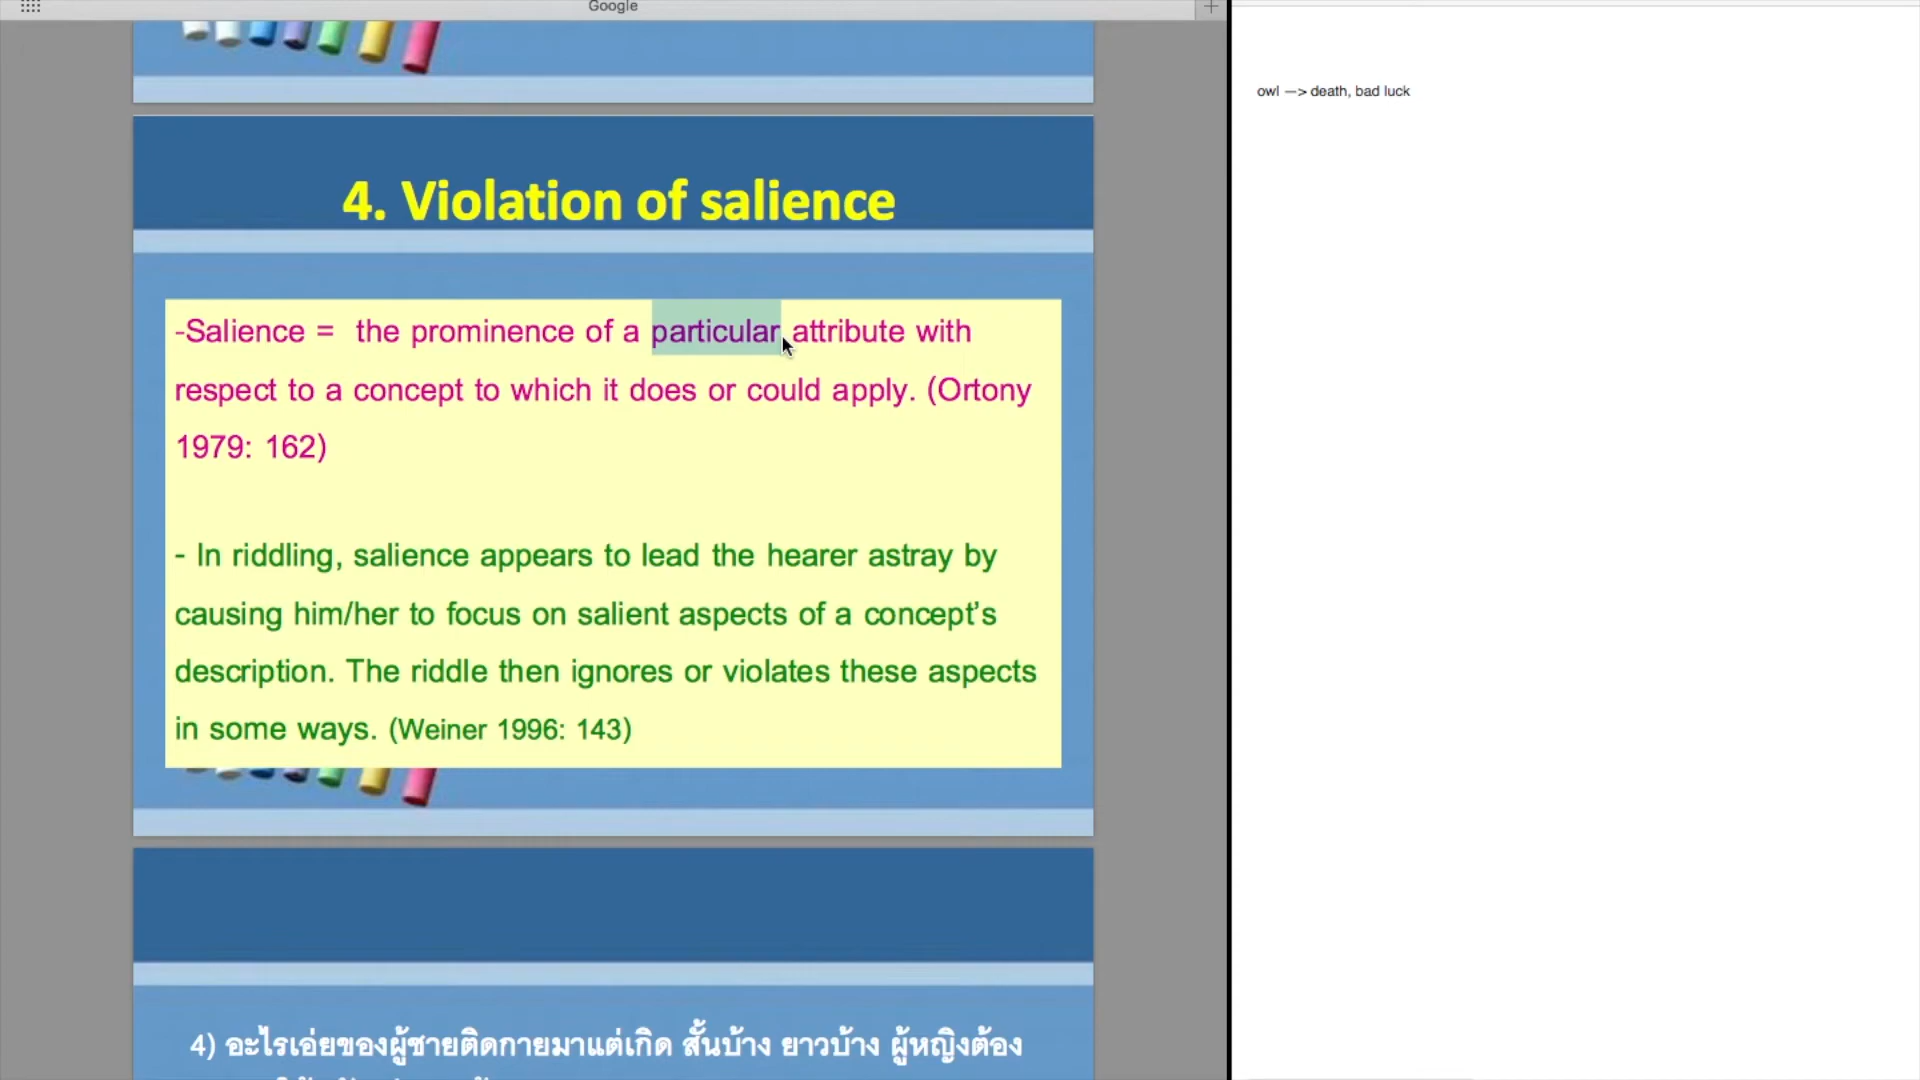 Google
owl —> death, bad luck
4. Violation of salience
-Salience = the prominence of a particular attribute with
respect to a concept to which it does or could apply. (Ortony
1979: 162)
- In riddling, salience appears to lead the hearer astray by
causing him/her to focus on salient aspects of a concept’s
description. The riddle then ignores or violates these aspects
in some ways. (Weiner 1996: 143)
4) อะไรเอ่ยของผู้ชายติดกายมาแต่เกิด สั้นบ้าง ยาวบ้าง ผู้หญิงต้อง